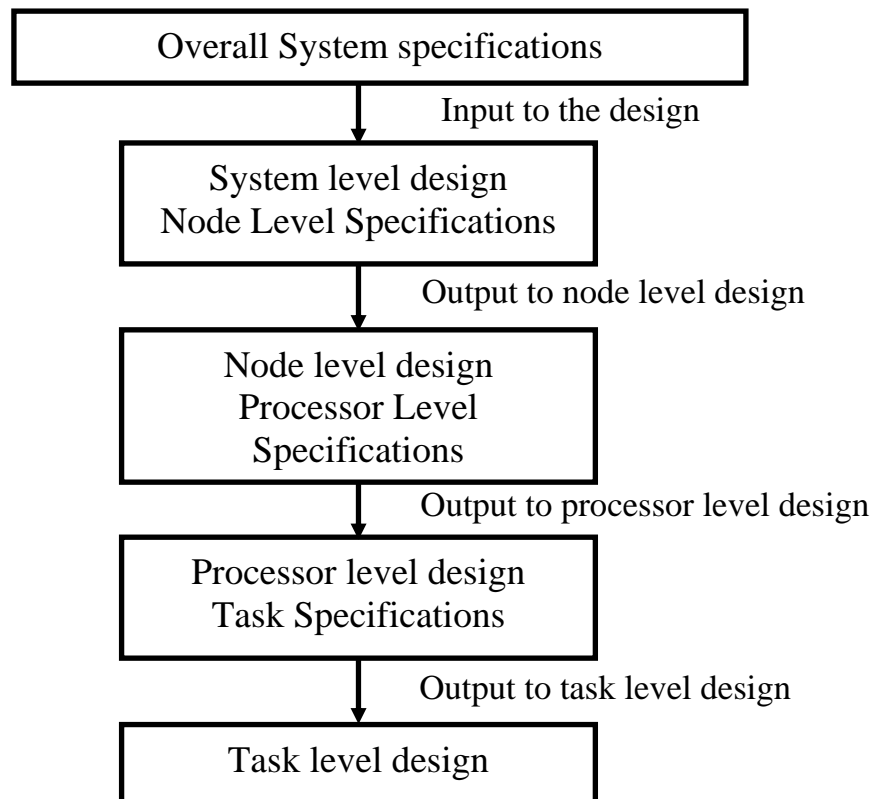 Overall System specifications
Input to the design
System level design
Node Level Specifications
Output to node level design
Node level design
Processor Level
Specifications
Output to processor level design
Processor level design
Task Specifications
Output to task level design
Task level design